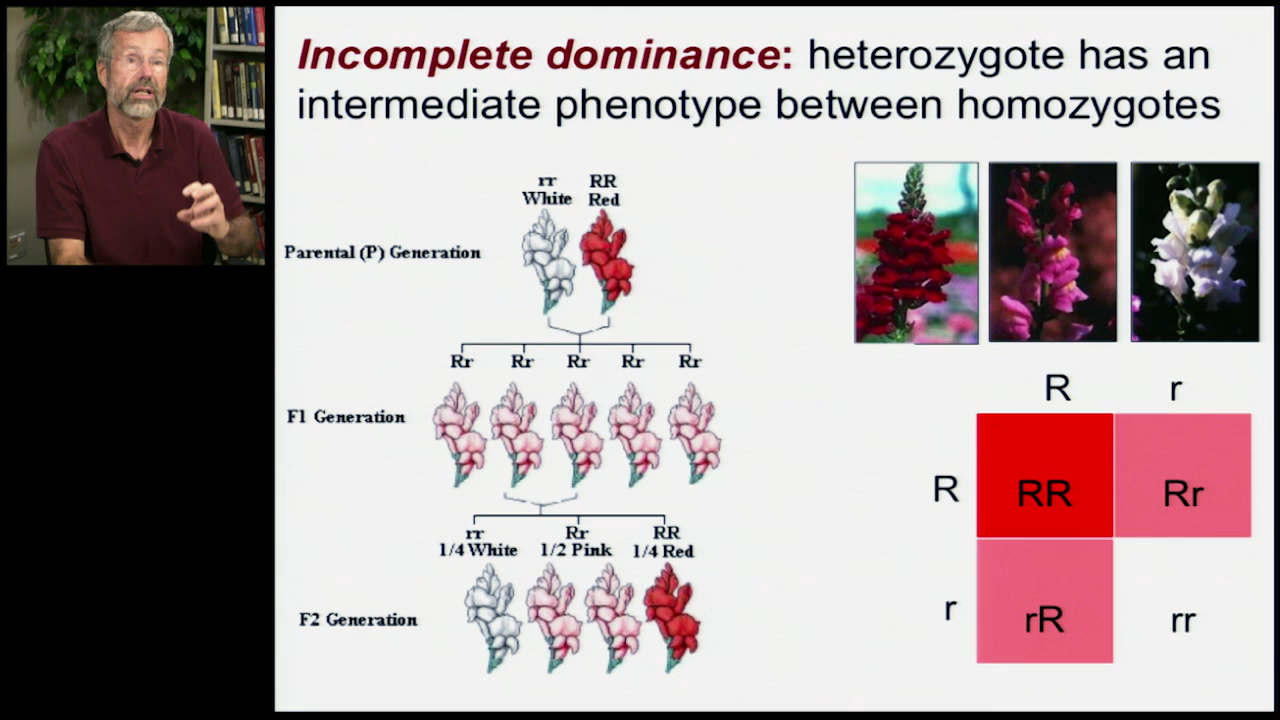 Incomplete dominance: heterozygote has an
intermediate phenotype between homozygotes
rr RR
White Red
Parental (P) Generation
Rr Rr Rr Rr Rr
F1 Generation
rr Rr RR
1/4 White 1/2 Pink 1/4 Red
F2 Generation
R r
R RR Rr
r rR rr